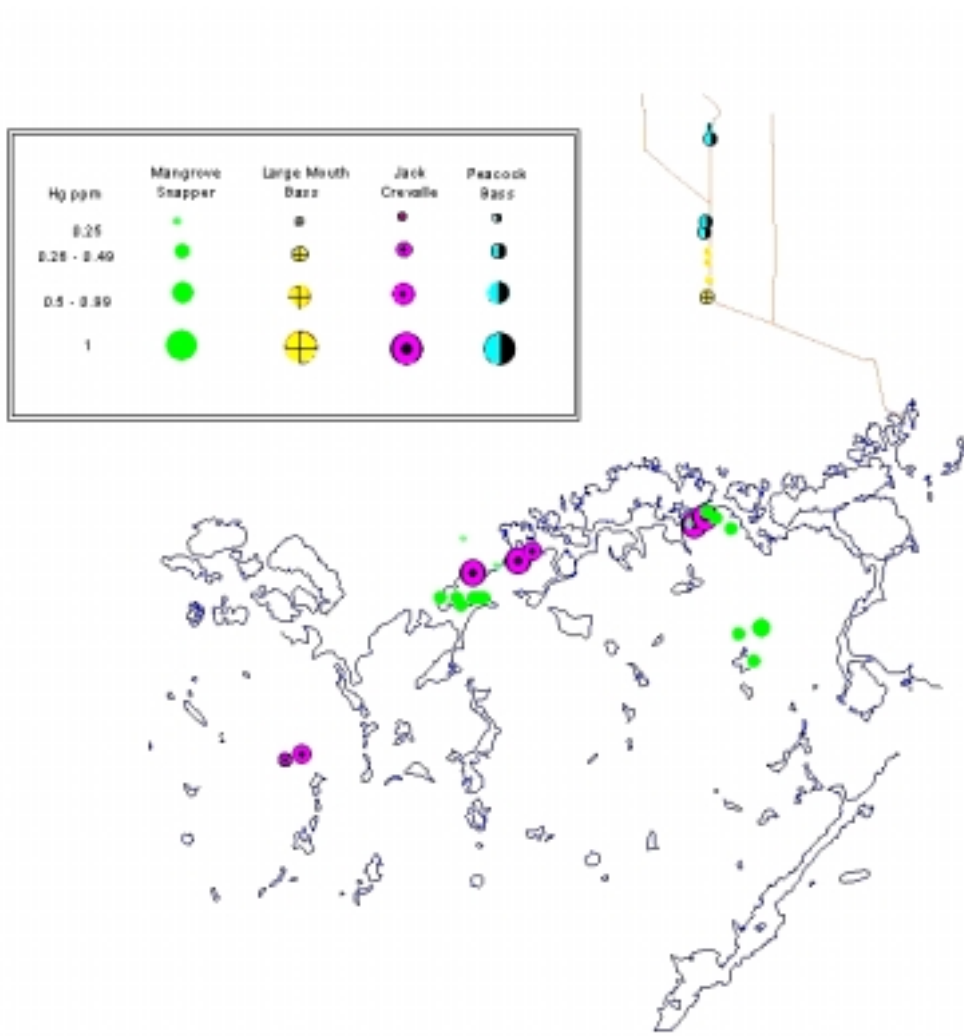 Mangrove Snapper
Large Mouth Bass
Jack Crevalle
Peacock Bass
Hg ppm
0.25
0.25 - 0.49
0.5 - 0.99
1